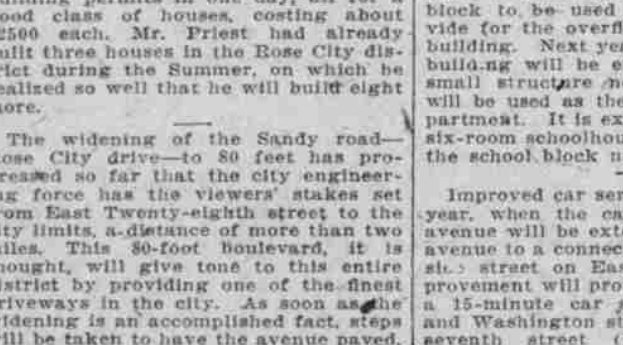 ood class of houses, costing about
2500 each. Mr. Priest had already
uilt three houses in the Rose City dis-
rict during the Summer, on which he
ealized so well that he will build eight
ore.
The widening of the Sandy road—
ose City drive—to 80 feet has pro-
ressed so far that the city engineer-
ng force has the viewers' stakes set
rom East Twenty-eighth street to the
ity limits, a distance of more than two
iles. This 80-foot boulevard, it is
hought, will give tone to this entire
istrict by providing one of the finest
riveways in the city. As soon as the
idening is an accomplished fact, steps
ill be taken to have the avenue paved.
block to be used
vide for the overfl
building. Next yea
build.ng will be e
small structure
will be used as the
partment. It is ex
six-room schoolhou
the school block
Improved car ser
year, when the ca
avenue will be exte
avenue to a connec
street on Eas
provement will pro
a 15-minute car
and Washington st
seventh street